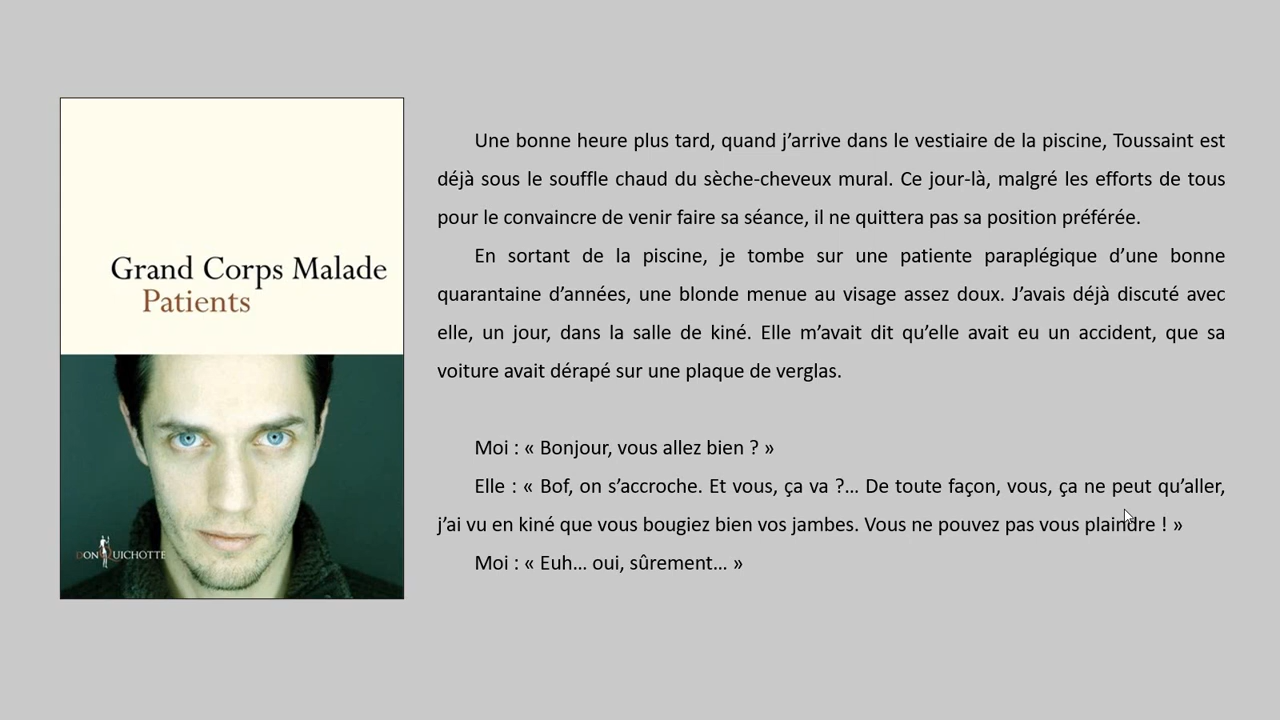 Grand Corps Malade
Patients
DON QUICHOTTE
Une bonne heure plus tard, quand j’arrive dans le vestiaire de la piscine, Toussaint est
déjà sous le souffle chaud du sèche-cheveux mural. Ce jour-là, malgré les efforts de tous
pour le convaincre de venir faire sa séance, il ne quittera pas sa position préférée.
En sortant de la piscine, je tombe sur une patiente paraplégique d’une bonne
quarantaine d’années, une blonde menue au visage assez doux. J’avais déjà discuté avec
elle, un jour, dans la salle de kiné. Elle m’avait dit qu’elle avait eu un accident, que sa
voiture avait dérapé sur une plaque de verglas.
Moi : « Bonjour, vous allez bien ? »
Elle : « Bof, on s’accroche. Et vous, ça va ?… De toute façon, vous, ça ne peut qu’aller,
j’ai vu en kiné que vous bougiez bien vos jambes. Vous ne pouvez pas vous plaindre ! »
Moi : « Euh… oui, sûrement… »